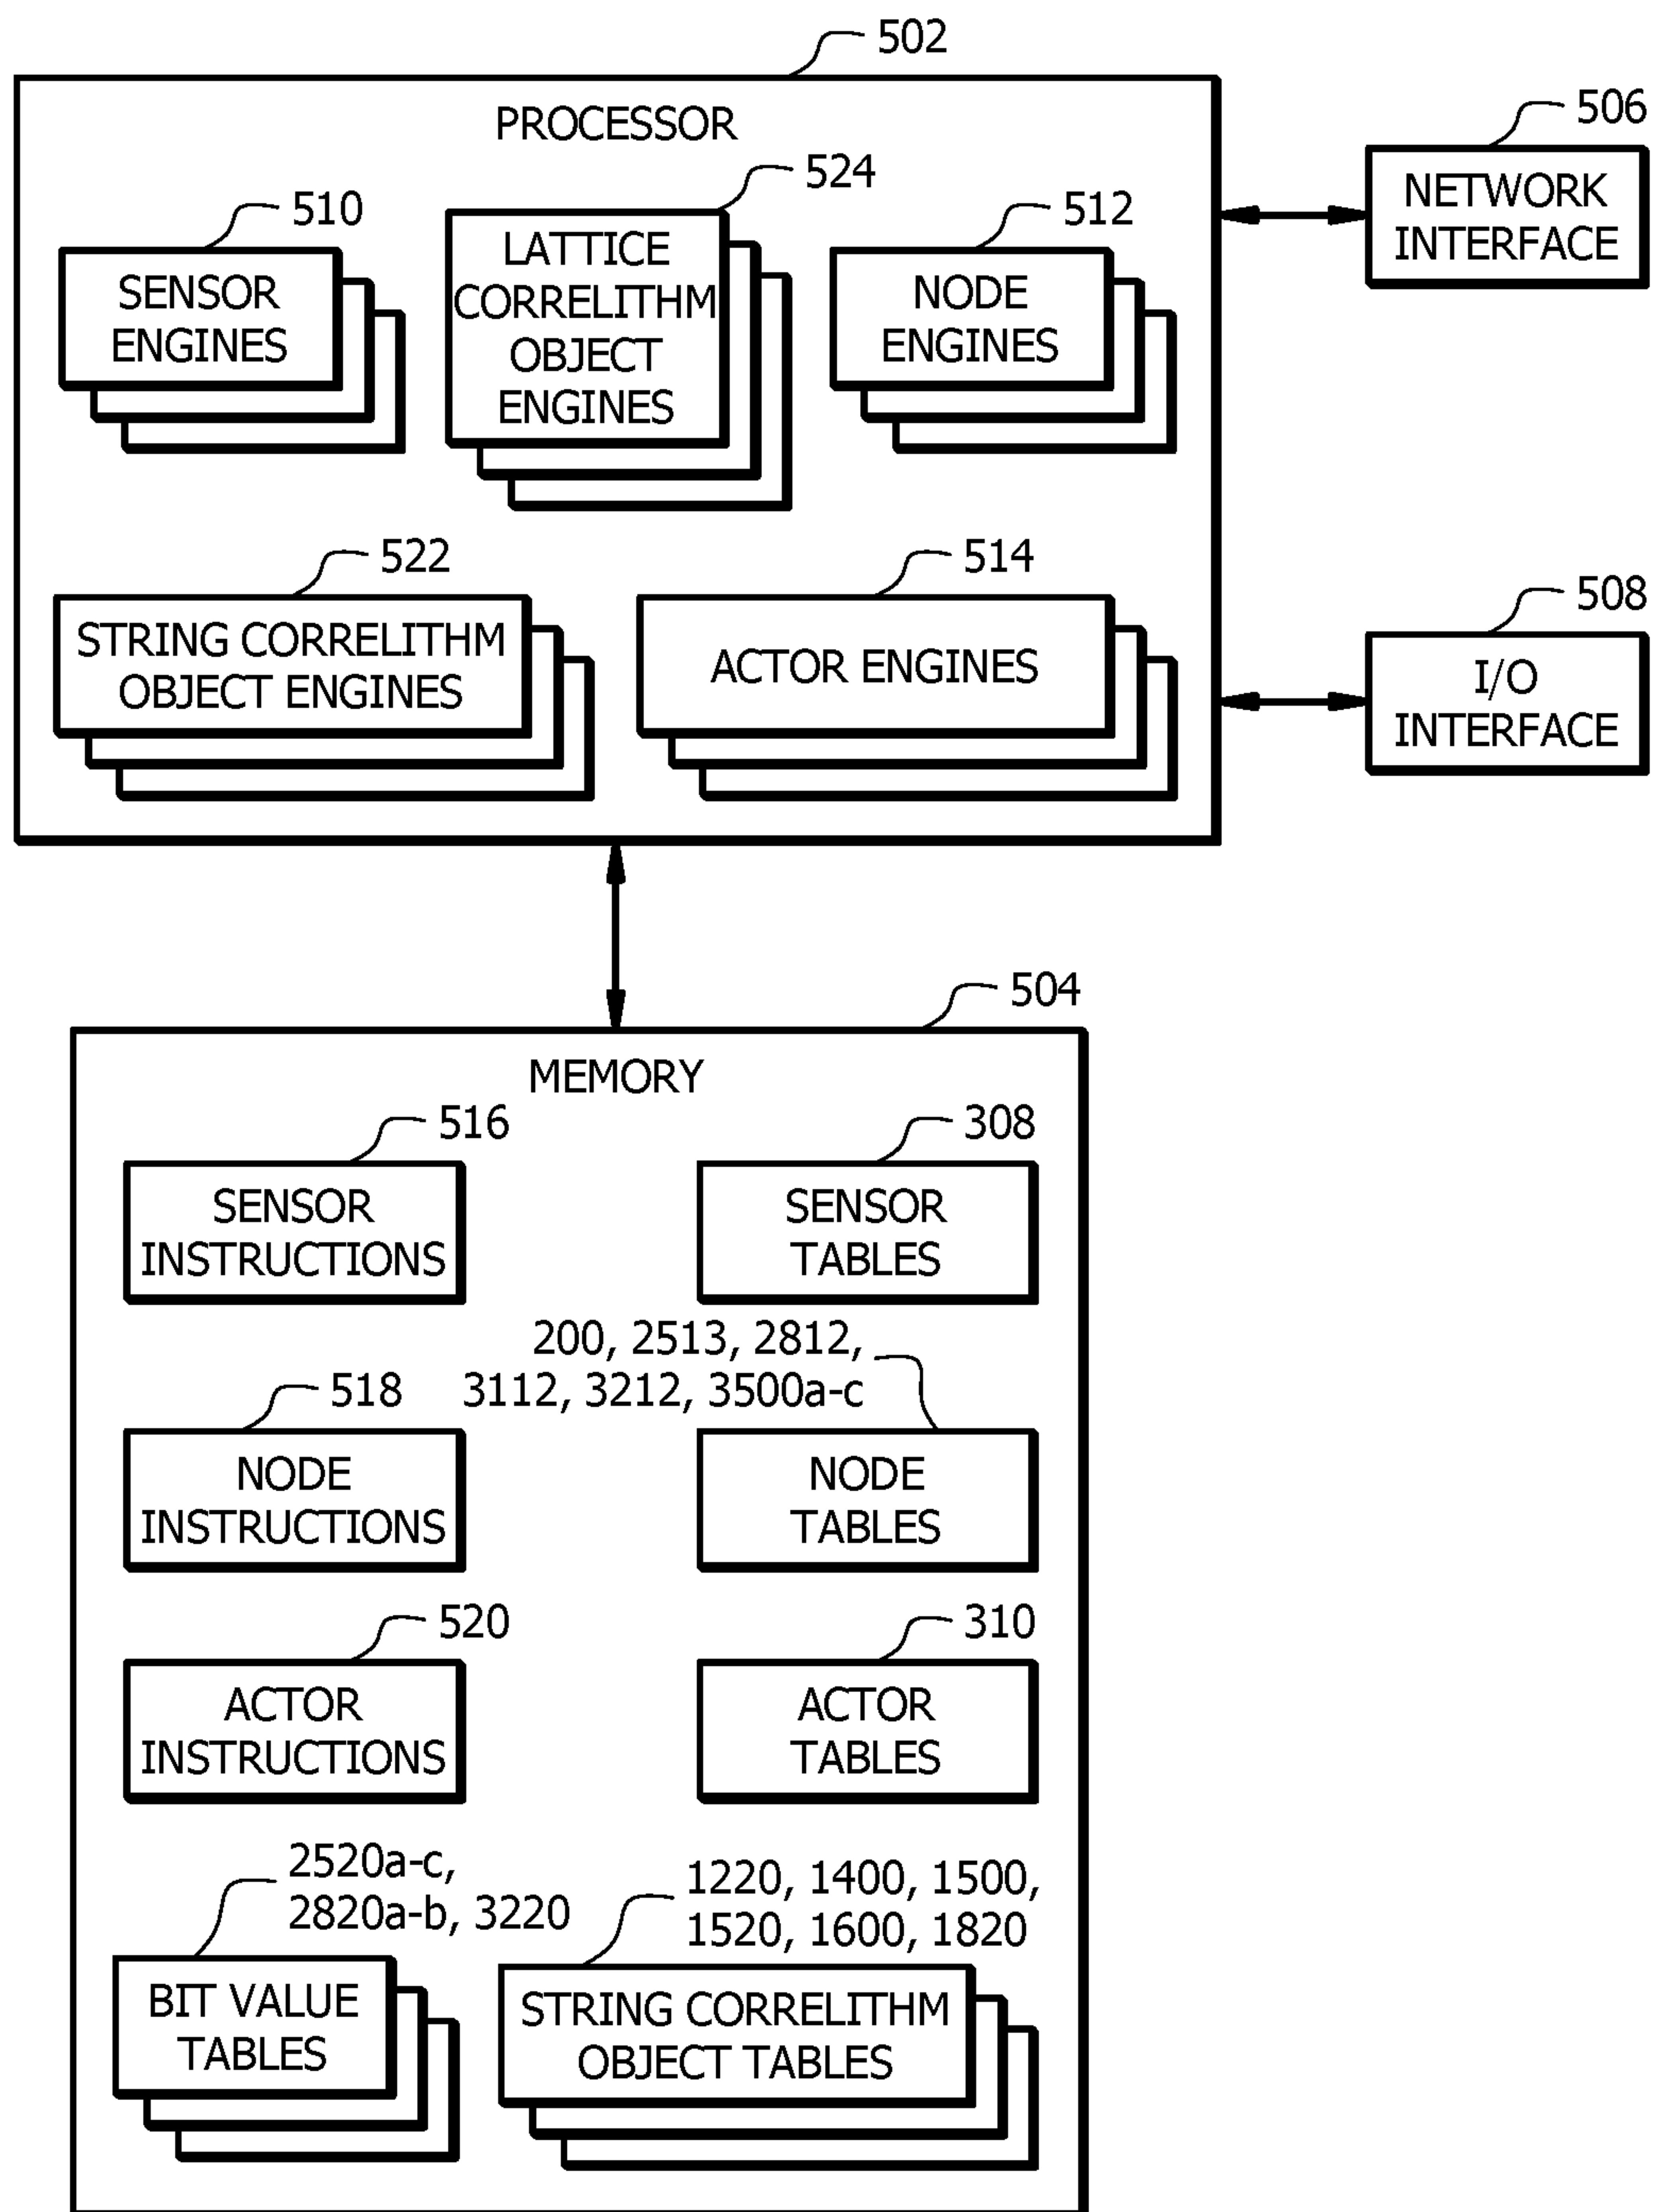 502
PROCESSOR
506
NETWORK
INTERFACE
510
SENSOR
ENGINES
524
LATTICE
CORRELITHM
OBJECT
ENGINES
512
NODE
ENGINES
522
STRING CORRELITHM
OBJECT ENGINES
514
ACTOR ENGINES
508
I/O
INTERFACE
504
MEMORY
516
SENSOR
INSTRUCTIONS
308
SENSOR
TABLES
518
NODE
INSTRUCTIONS
200, 2513, 2812,
3112, 3212, 3500a-c
NODE
TABLES
520
ACTOR
INSTRUCTIONS
310
ACTOR
TABLES
2520a-c,
2820a-b, 3220
BIT VALUE
TABLES
1220, 1400, 1500,
1520, 1600, 1820
STRING CORRELITHM
OBJECT TABLES